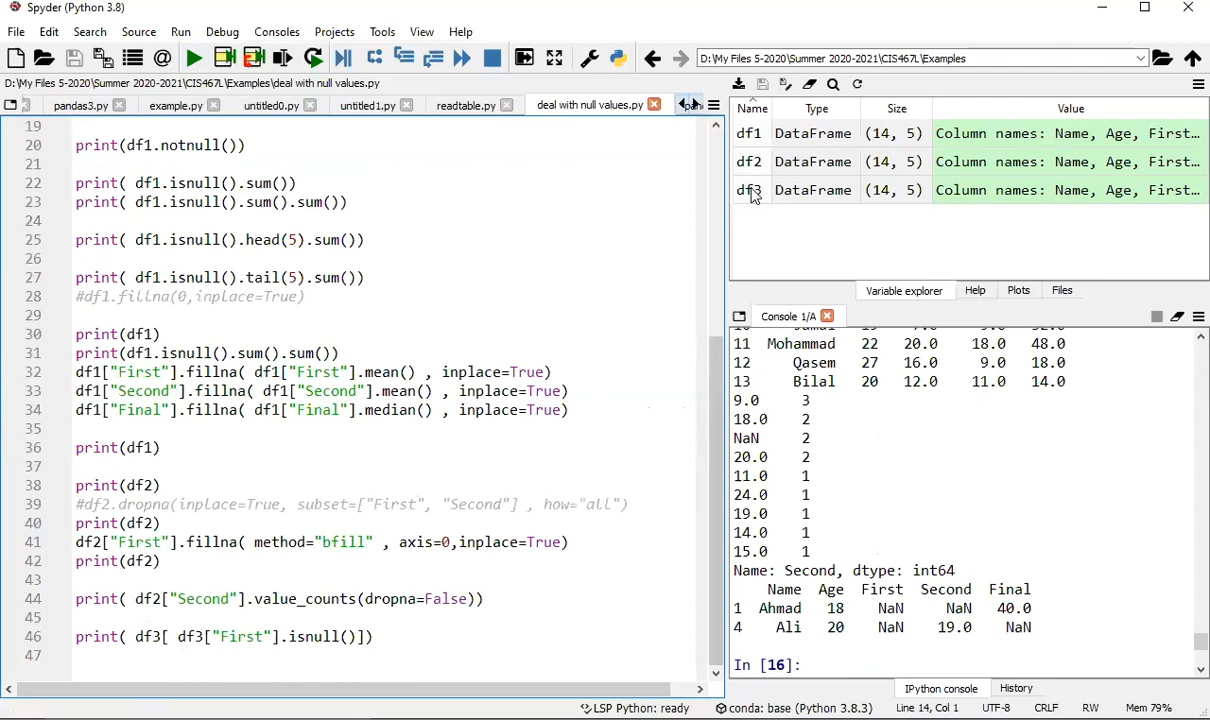 Spyder (Python 3.8)
File Edit Search Source Run Debug Consoles Projects Tools View Help
D:\My Files 5-2020\Summer 2020-2021\CIS467L\Examples
D:\My Files 5-2020\Summer 2020-2021\CIS467L\Examples\deal with null values.py
pandas3.py example.py untitled0.py untitled1.py readtable.py deal with null values.py
19
20 print(df1.notnull())
21
22 print( df1.isnull().sum())
23 print( df1.isnull().sum().sum())
24
25 print( df1.isnull().head(5).sum())
26
27 print( df1.isnull().tail(5).sum())
28 #df1.fillna(0,inplace=True)
29
30 print(df1)
31 print(df1.isnull().sum().sum())
32 df1["First"].fillna( df1["First"].mean() , inplace=True)
33 df1["Second"].fillna( df1["Second"].mean() , inplace=True)
34 df1["Final"].fillna( df1["Final"].median() , inplace=True)
35
36 print(df1)
37
38 print(df2)
39 #df2.dropna(inplace=True, subset=["First", "Second"] , how="all")
40 print(df2)
41 df2["First"].fillna( method="bfill" , axis=0,inplace=True)
42 print(df2)
43
44 print( df2["Second"].value_counts(dropna=False))
45
46 print( df3[ df3["First"].isnull()])
47
Name Type Size Value
df1 DataFrame (14, 5) Column names: Name, Age, First…
df2 DataFrame (14, 5) Column names: Name, Age, First…
df3 DataFrame (14, 5) Column names: Name, Age, First…
Variable explorer Help Plots Files
Console 1/A
11 Mohammad 22 20.0 18.0 48.0
12 Qasem 27 16.0 9.0 18.0
13 Bilal 20 12.0 11.0 14.0
9.0 3
18.0 2
NaN 2
20.0 2
11.0 1
24.0 1
19.0 1
14.0 1
15.0 1
Name: Second, dtype: int64
Name Age First Second Final
1 Ahmad 18 NaN NaN 40.0
4 Ali 20 NaN 19.0 NaN
In [16]:
IPython console History
LSP Python: ready conda: base (Python 3.8.3) Line 14, Col 1 UTF-8 CRLF RW Mem 79%